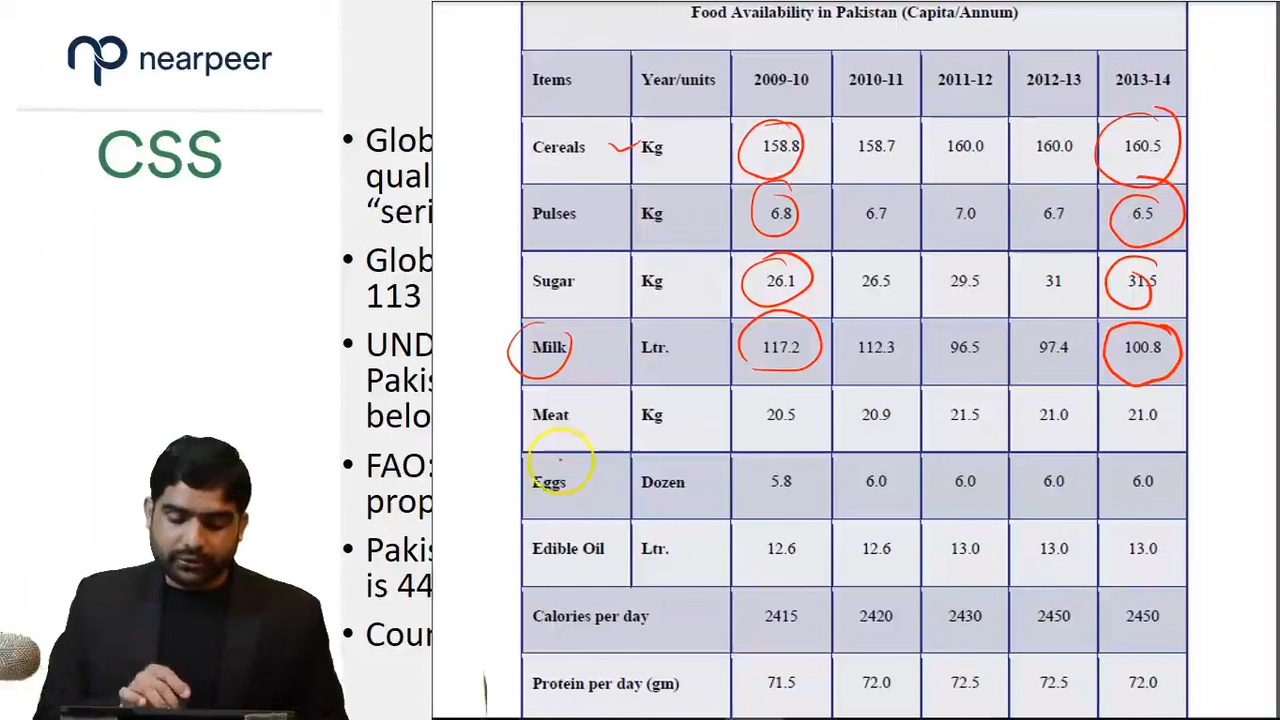 nearpeer
CSS
• Glob
qual
“seri
• Glob
113
• UND
Pakis
belo
• FAO:
prop
• Pakis
is 44
• Cour
Food Availability in Pakistan (Capita/Annum)
Items Year/units 2009-10 2010-11 2011-12 2012-13 2013-14
Cereals Kg 158.8 158.7 160.0 160.0 160.5
Pulses Kg 6.8 6.7 7.0 6.7 6.5
Sugar Kg 26.1 26.5 29.5 31 31.5
Milk Ltr. 117.2 112.3 96.5 97.4 100.8
Meat Kg 20.5 20.9 21.5 21.0 21.0
Eggs Dozen 5.8 6.0 6.0 6.0 6.0
Edible Oil Ltr. 12.6 12.6 13.0 13.0 13.0
Calories per day 2415 2420 2430 2450 2450
Protein per day (gm) 71.5 72.0 72.5 72.5 72.0